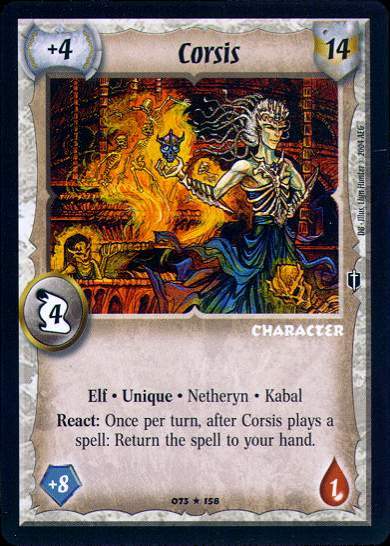 +4
Corsis
14
4
CHARACTER
Elf • Unique • Netheryn • Kabal
React: Once per turn, after Corsis plays a
spell: Return the spell to your hand.
+8
1
073 ★ 158